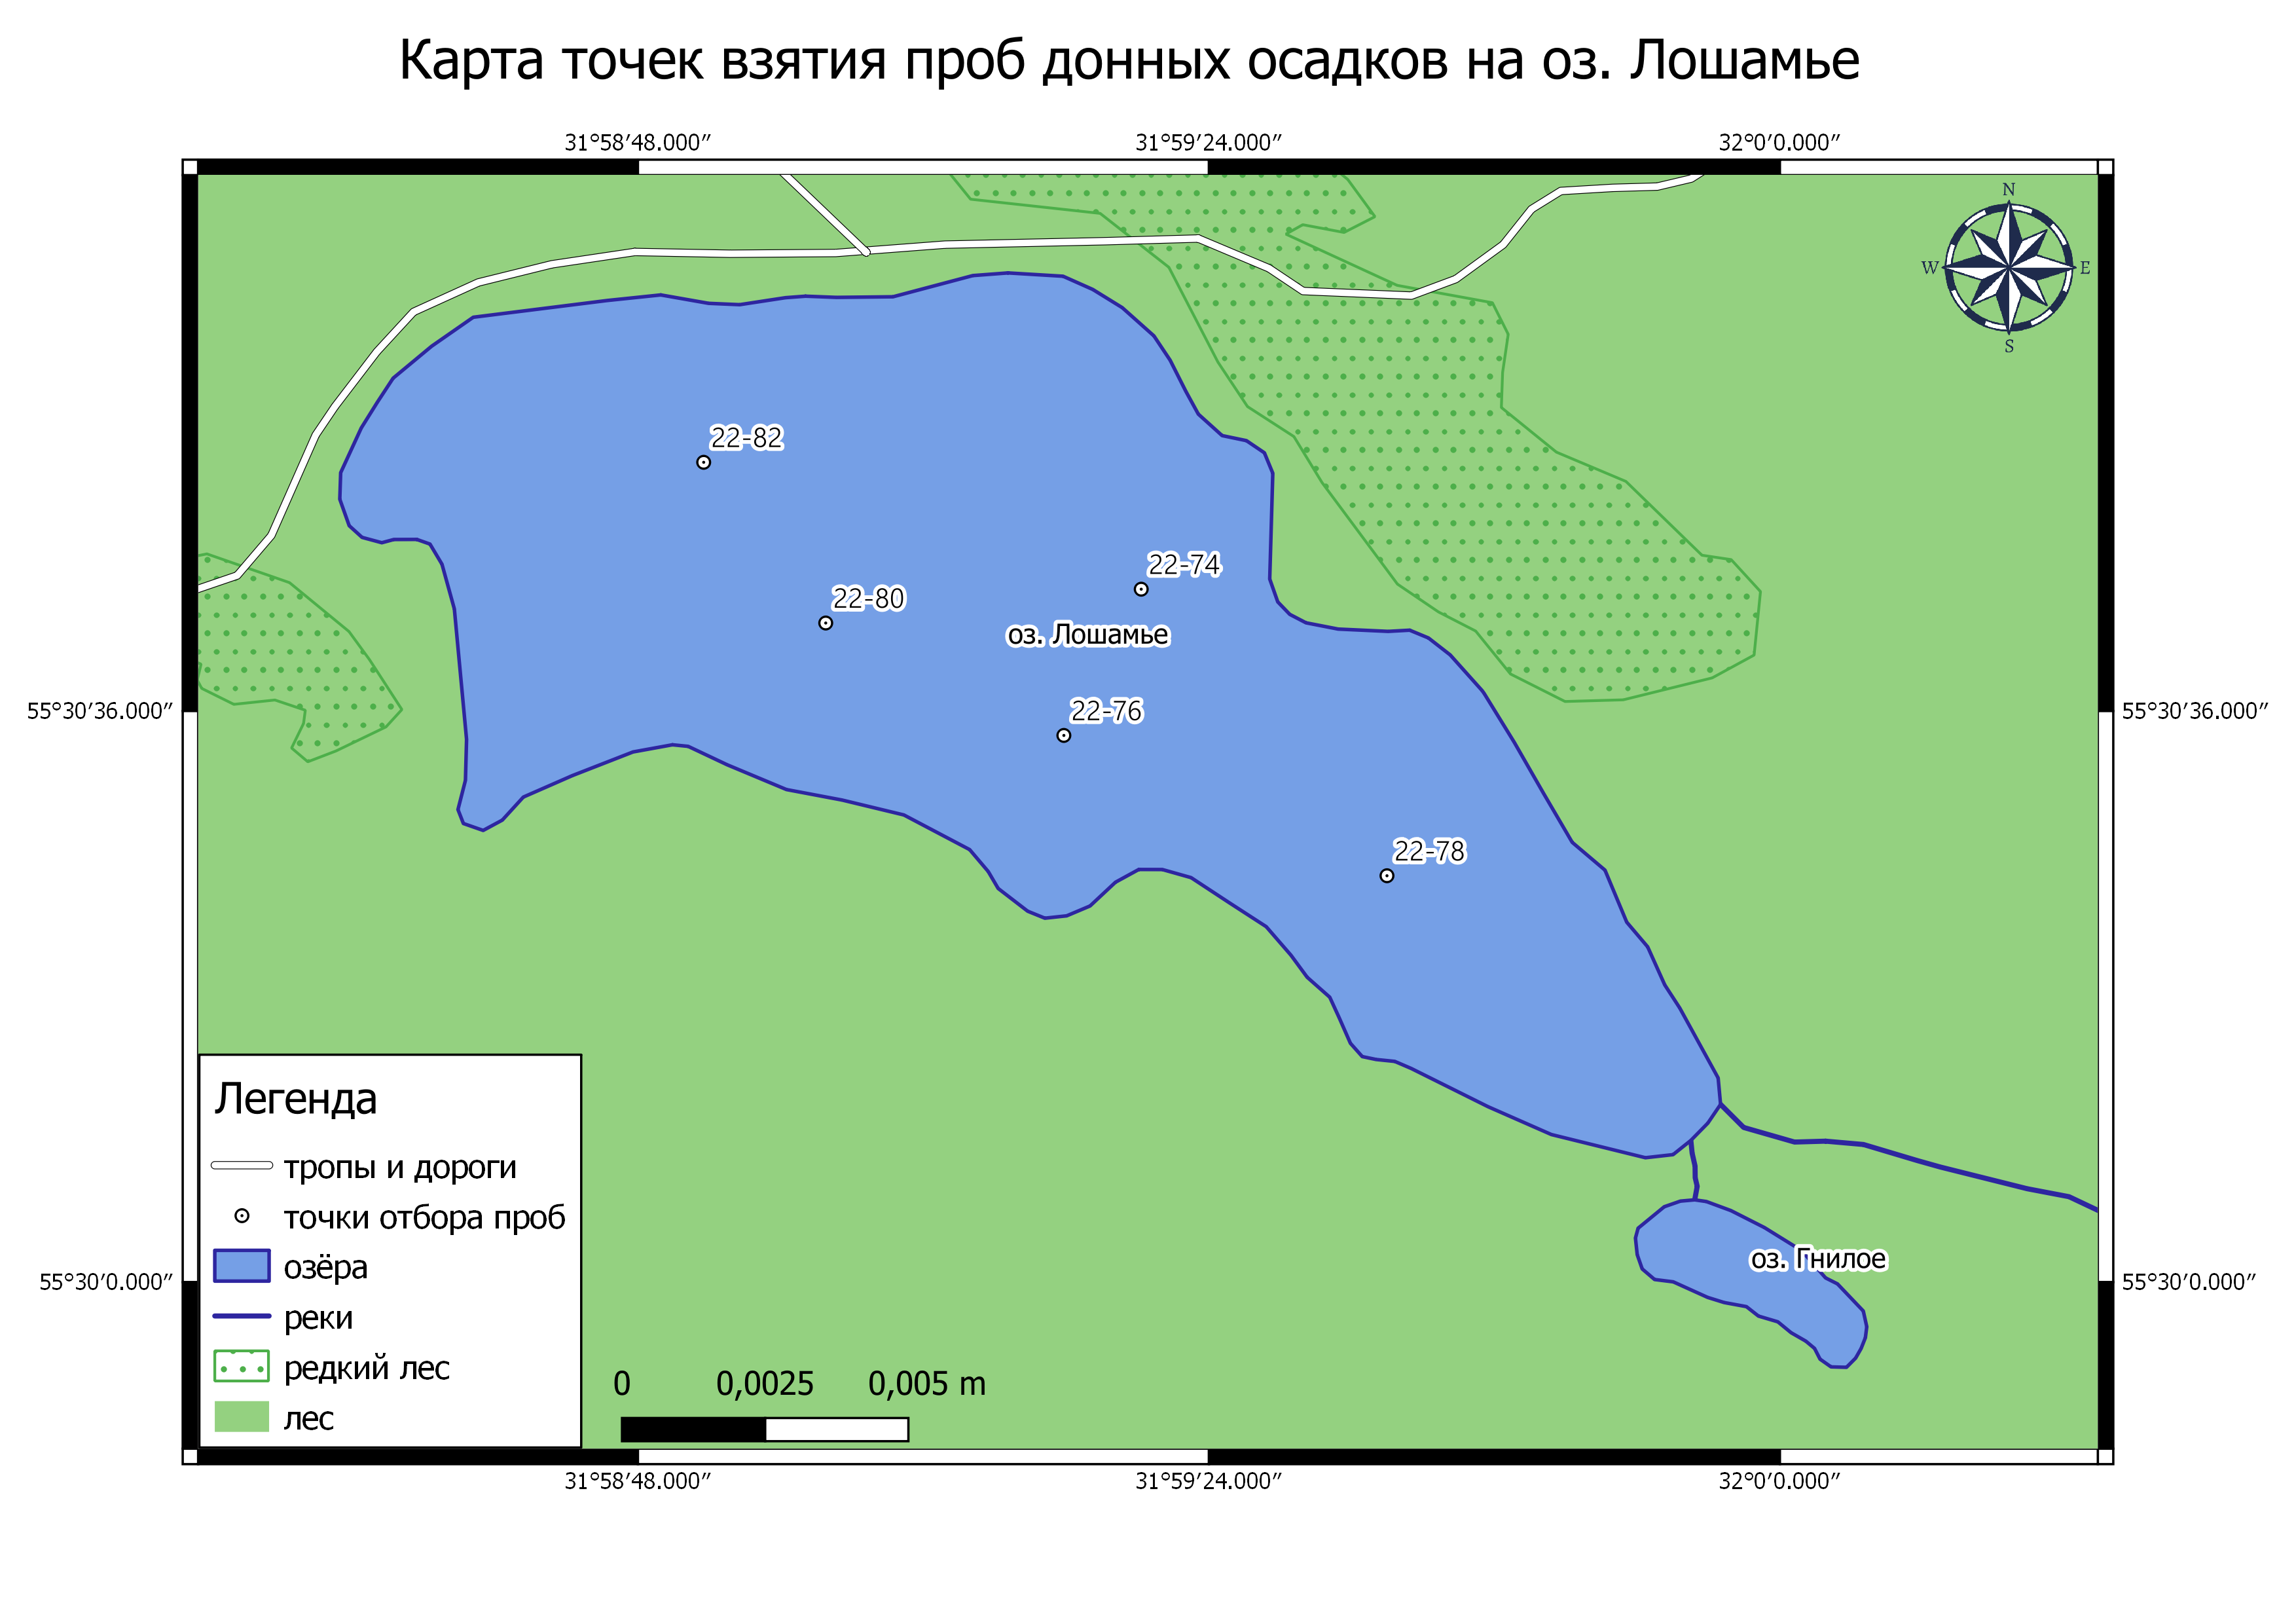 Карта точек взятия проб донных осадков на оз. Лошамье
31°58′48.000″ 31°59′24.000″ 32°0′0.000″
N
W E
S
22-82
22-74
22-80
оз. Лошамье
22-76
55°30′36.000″ 55°30′36.000″
22-78
Легенда
тропы и дороги
точки отбора проб
озёра
реки
редкий лес
лес
оз. Гнилое
55°30′0.000″ 55°30′0.000″
0 0,0025 0,005 m
31°58′48.000″ 31°59′24.000″ 32°0′0.000″